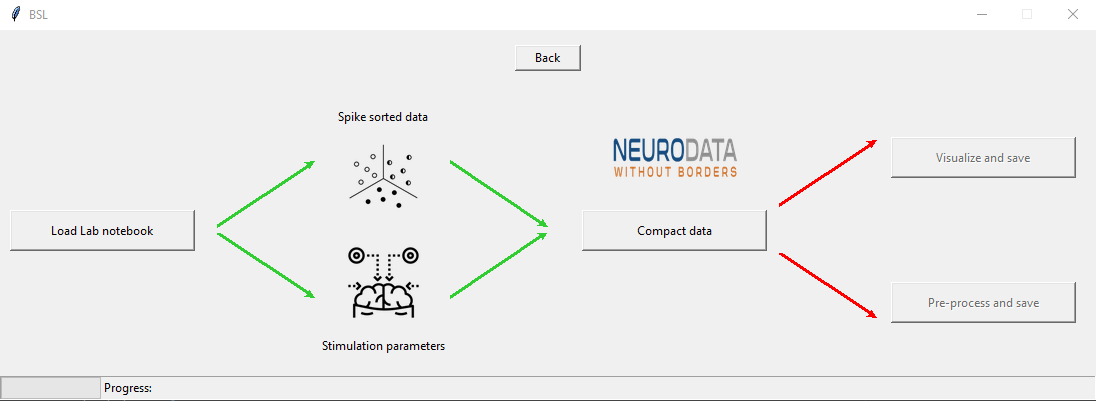 BSL
Back
Spike sorted data
NEURODATA
WITHOUT BORDERS
Visualize and save
Load Lab notebook
Compact data
Pre-process and save
Stimulation parameters
Progress: